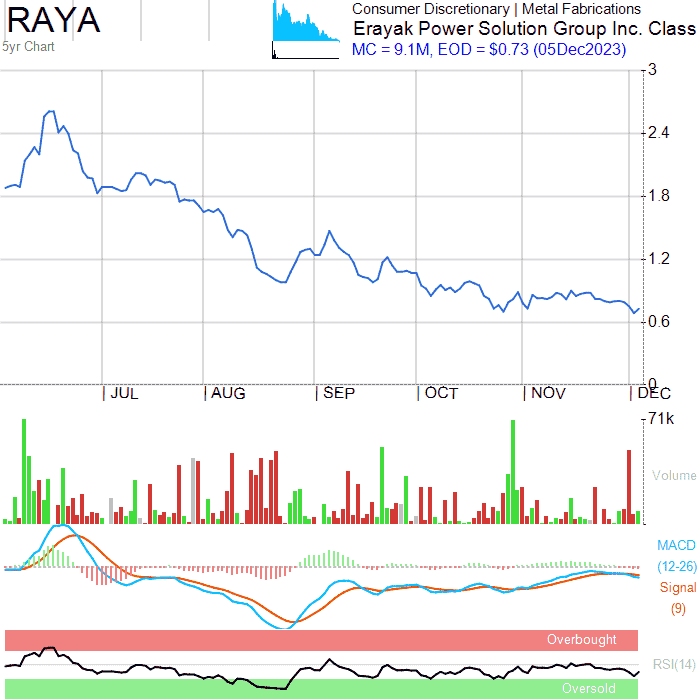 RAYA
5yr Chart
Consumer Discretionary | Metal Fabrications
Erayak Power Solution Group Inc. Class
MC = 9.1M, EOD = $0.73 (05Dec2023)
3
2.4
1.8
1.2
0.6
0
JUL
AUG
SEP
OCT
NOV
DEC
71k
Volume
MACD
(12-26)
Signal
(9)
Overbought
RSI(14)
Oversold